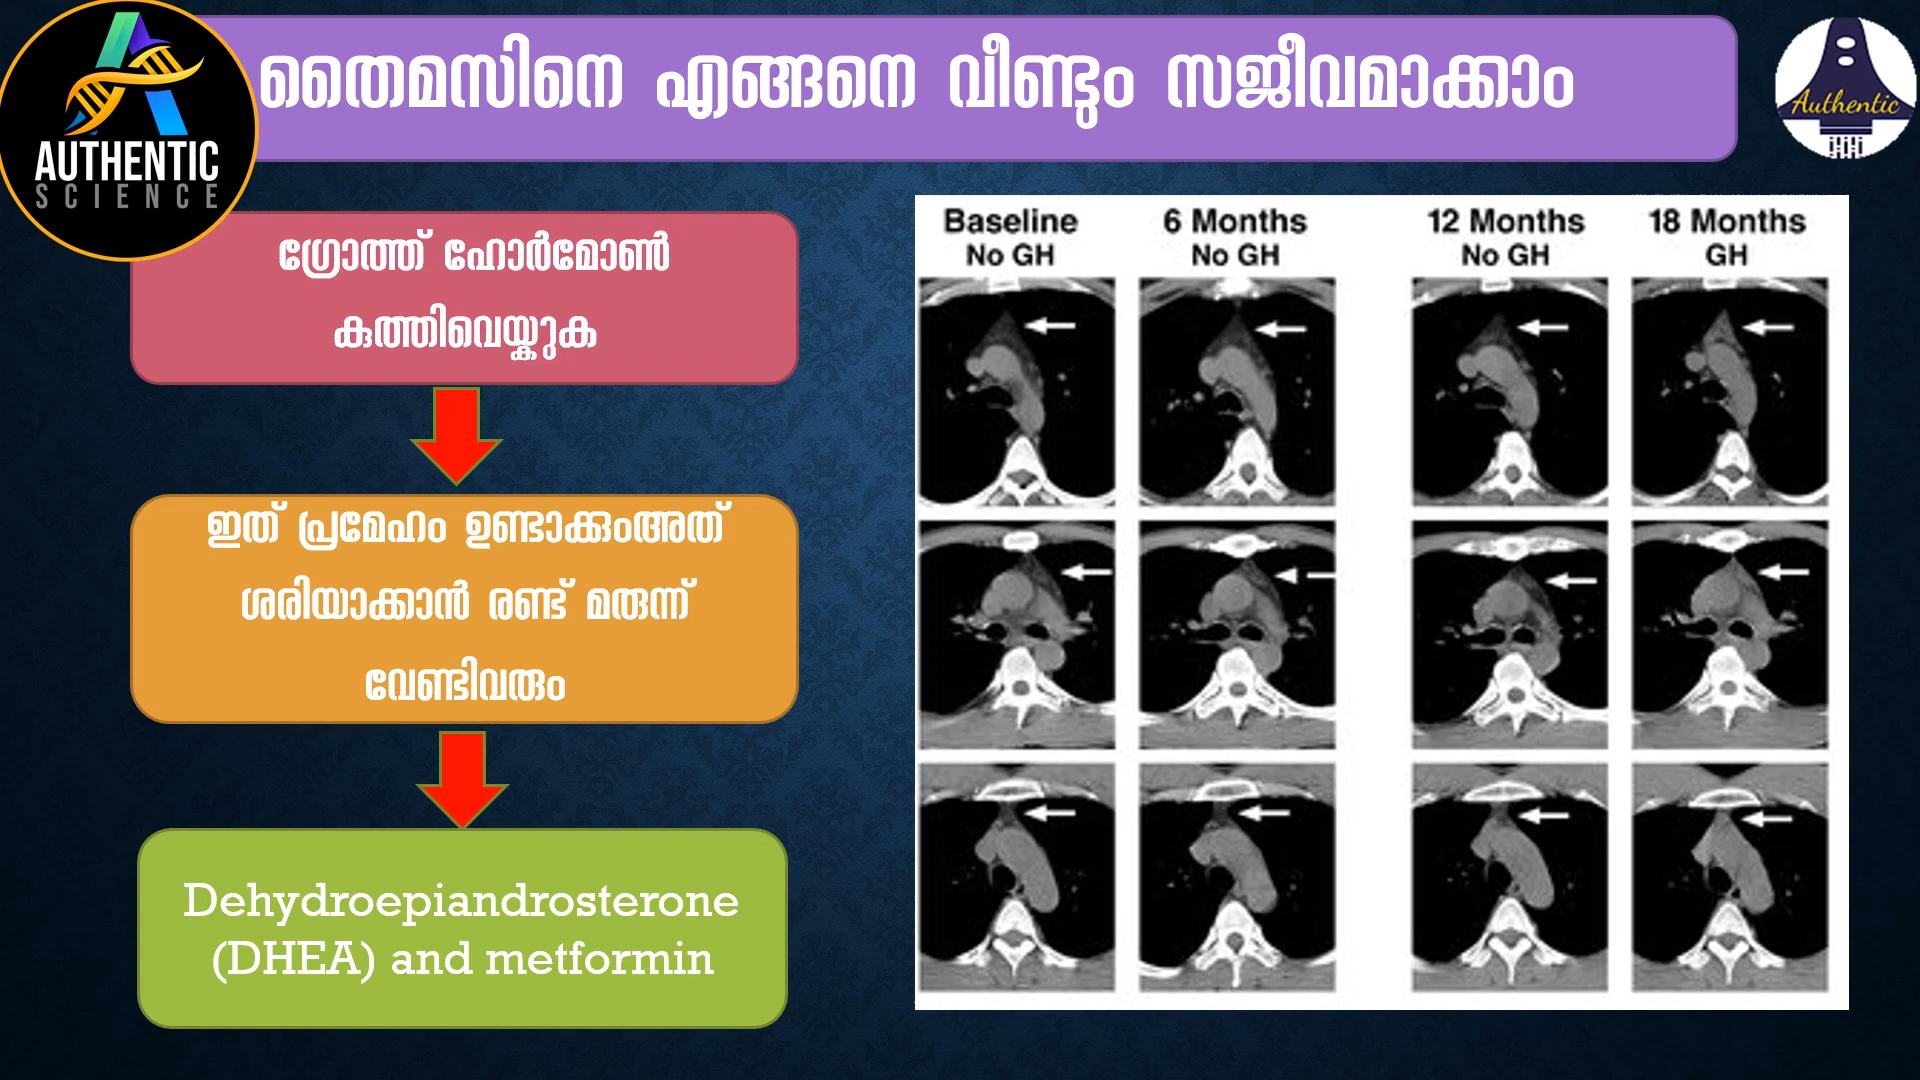 തൈമസിനെ എങ്ങനെ വീണ്ടും സജീവമാക്കാം
AUTHENTIC
SCIENCE
Authentic
ഗ്രോത്ത് ഹോർമോൺ
കുത്തിവെയ്കുക
ഇത് പ്രമേഹം ഉണ്ടാക്കുംഅത്
ശരിയാക്കാൻ രണ്ട് മരുന്ന്
വേണ്ടിവരും
Dehydroepiandrosterone
(DHEA) and metformin
Baseline 6 Months 12 Months 18 Months
No GH No GH No GH GH